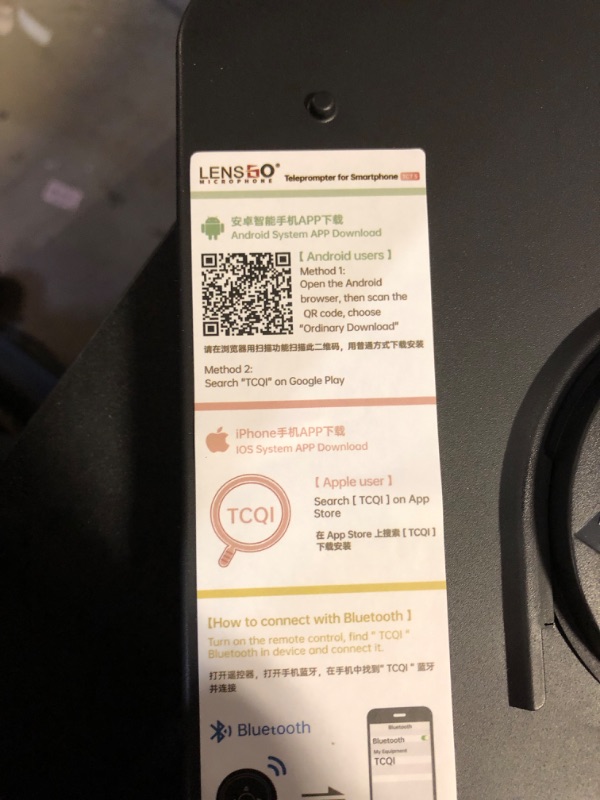 LENSGO®
MICROPHONE
Teleprompter for Smartphone
安卓智能手机APP下载
Android System APP Download
【 Android users 】
Method 1:
Open the Android
browser, then scan the
QR code, choose
“Ordinary Download”
请在浏览器用扫描功能扫描此二维码，用普通方式下载安装
Method 2:
Search “TCQI” on Google Play
iPhone手机APP下载
IOS System APP Download
TCQI
【 Apple user 】
Search [ TCQI ] on App
Store
在 App Store 上搜索 [ TCQI ]
下载安装
【How to connect with Bluetooth 】
Turn on the remote control, find “ TCQI ”
Bluetooth in device and connect it.
打开遥控器，打开手机蓝牙，在手机中找到“ TCQI ” 蓝牙
并连接
Bluetooth
Bluetooth
Bluetooth
My Equipment
TCQI